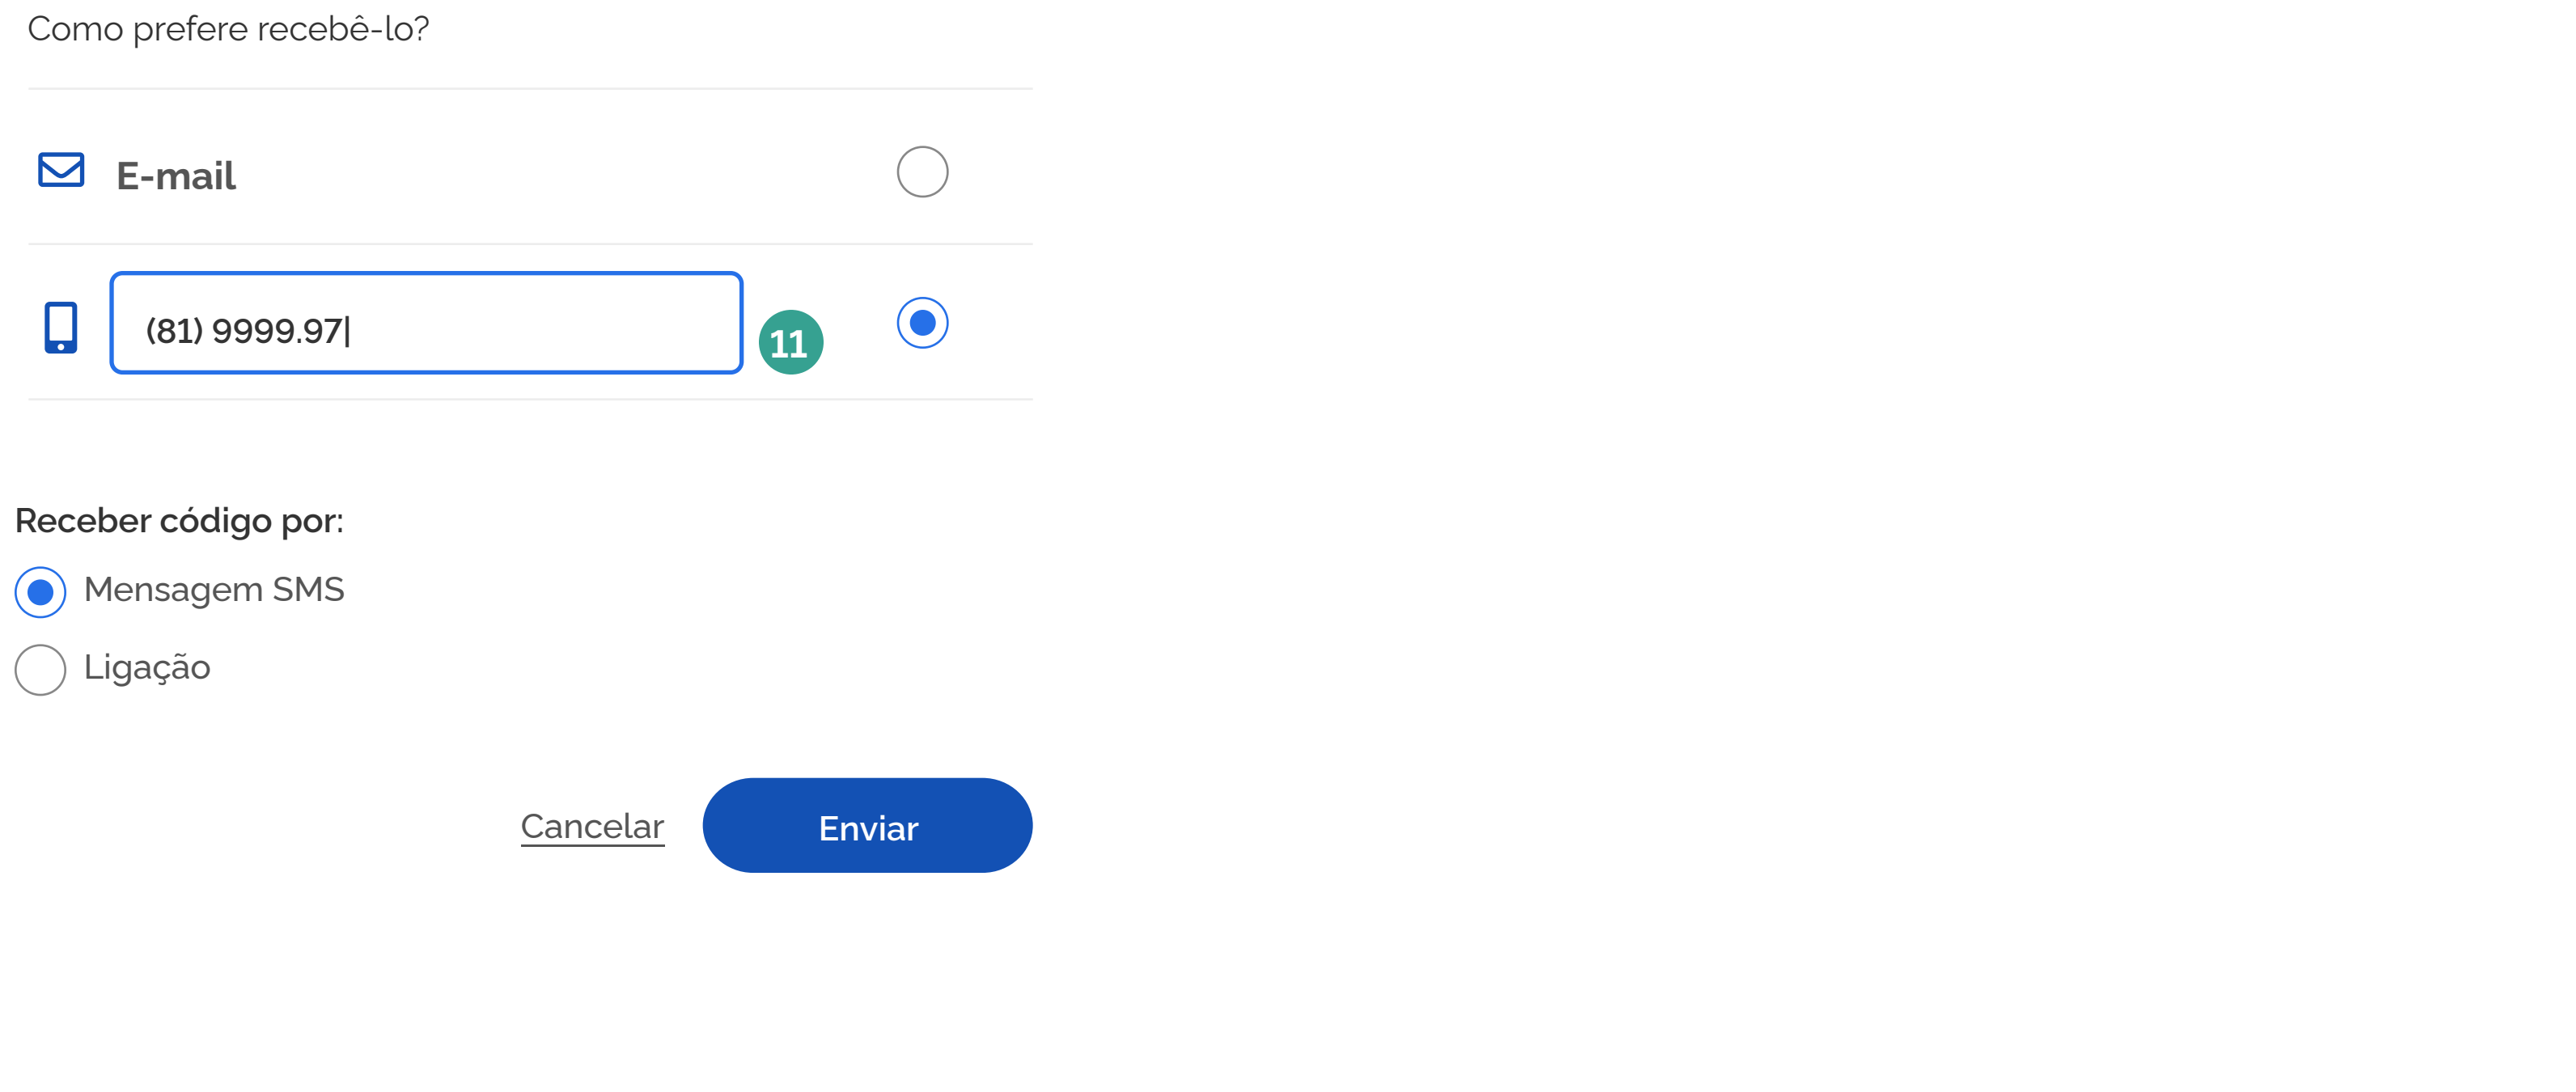 Como prefere recebê-lo?
E-mail
(81) 9999.97
11
Receber código por:
Mensagem SMS
Ligação
Cancelar
Enviar